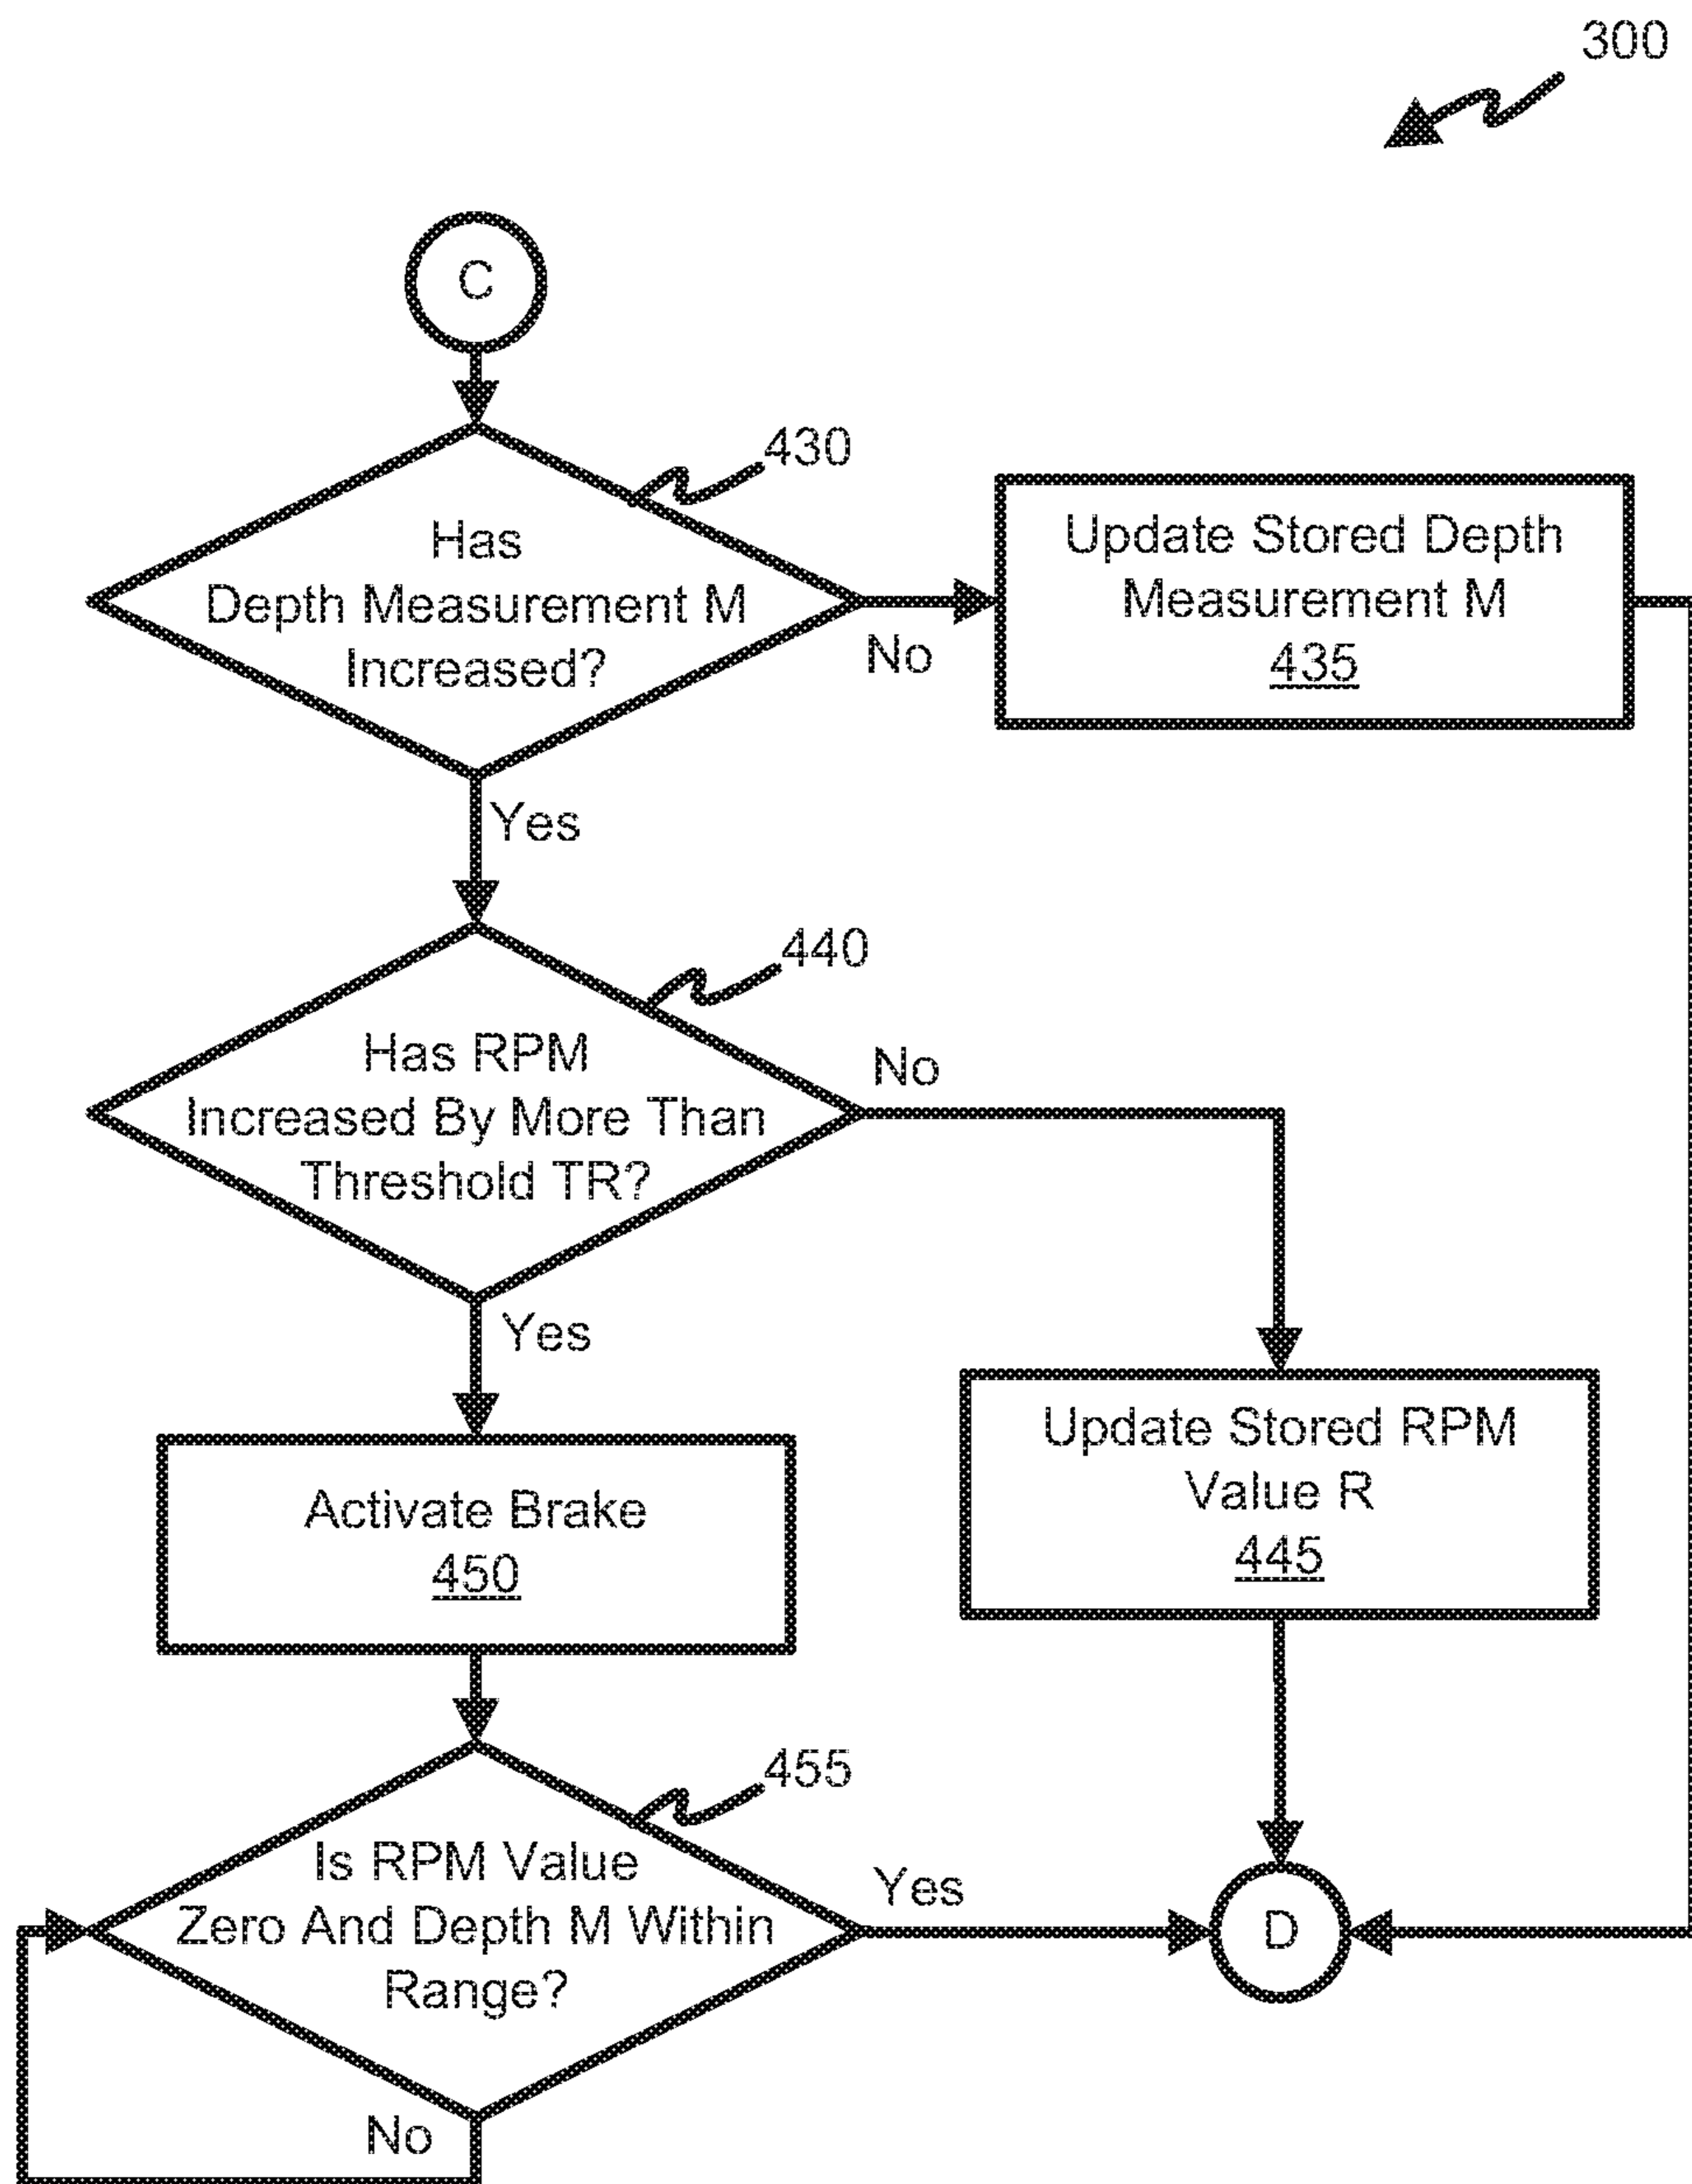 300
C
430
Has
Depth Measurement M
Increased?
No
Update Stored Depth
Measurement M
435
Yes
440
Has RPM
Increased By More Than
Threshold TR?
No
Yes
Update Stored RPM
Value R
445
Activate Brake
450
455
Is RPM Value
Zero And Depth M Within
Range?
Yes
D
No